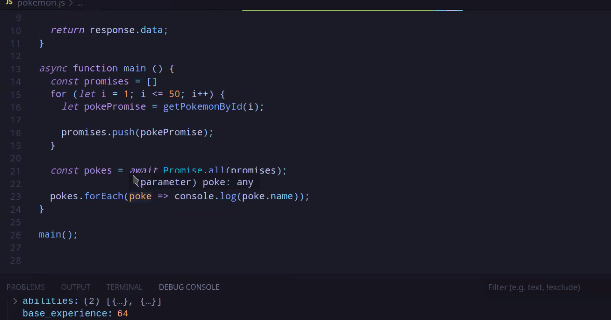 JS pokemon.js > ...
9
10 return response.data;
11 }
12
13 async function main () {
14 const promises = []
15 for (let i = 1; i <= 50; i++) {
16 let pokePromise = getPokemonById(i);
17
18 promises.push(pokePromise);
19 }
20
21 const pokes = await Promise.all(promises);
22 (parameter) poke: any
23 pokes.forEach(poke => console.log(poke.name));
24 }
25
26 main();
27
28
PROBLEMS OUTPUT TERMINAL DEBUG CONSOLE Filter (e.g. text, !exclude)
> abilities: (2) [{…}, {…}]
base_experience: 64